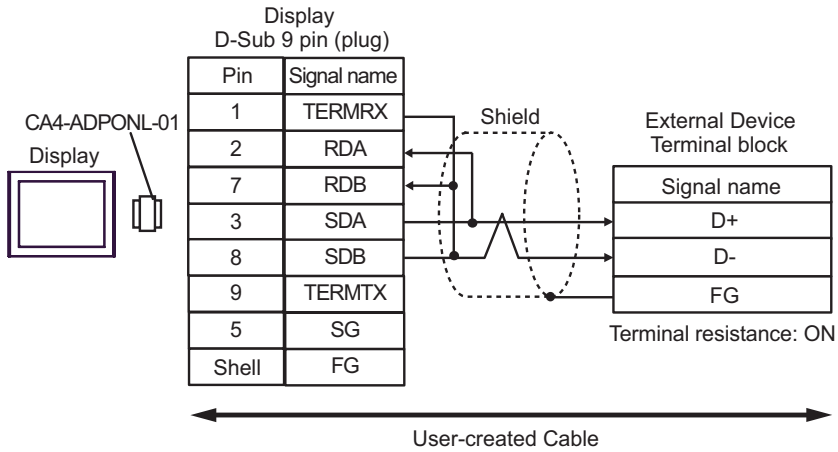 Display
D-Sub 9 pin (plug)
Pin Signal name
1 TERMRX
2 RDA
7 RDB
3 SDA
8 SDB
9 TERMTX
5 SG
Shell FG
CA4-ADPONL-01
Display
Shield
External Device
Terminal block
Signal name
D+
D-
FG
Terminal resistance: ON
User-created Cable